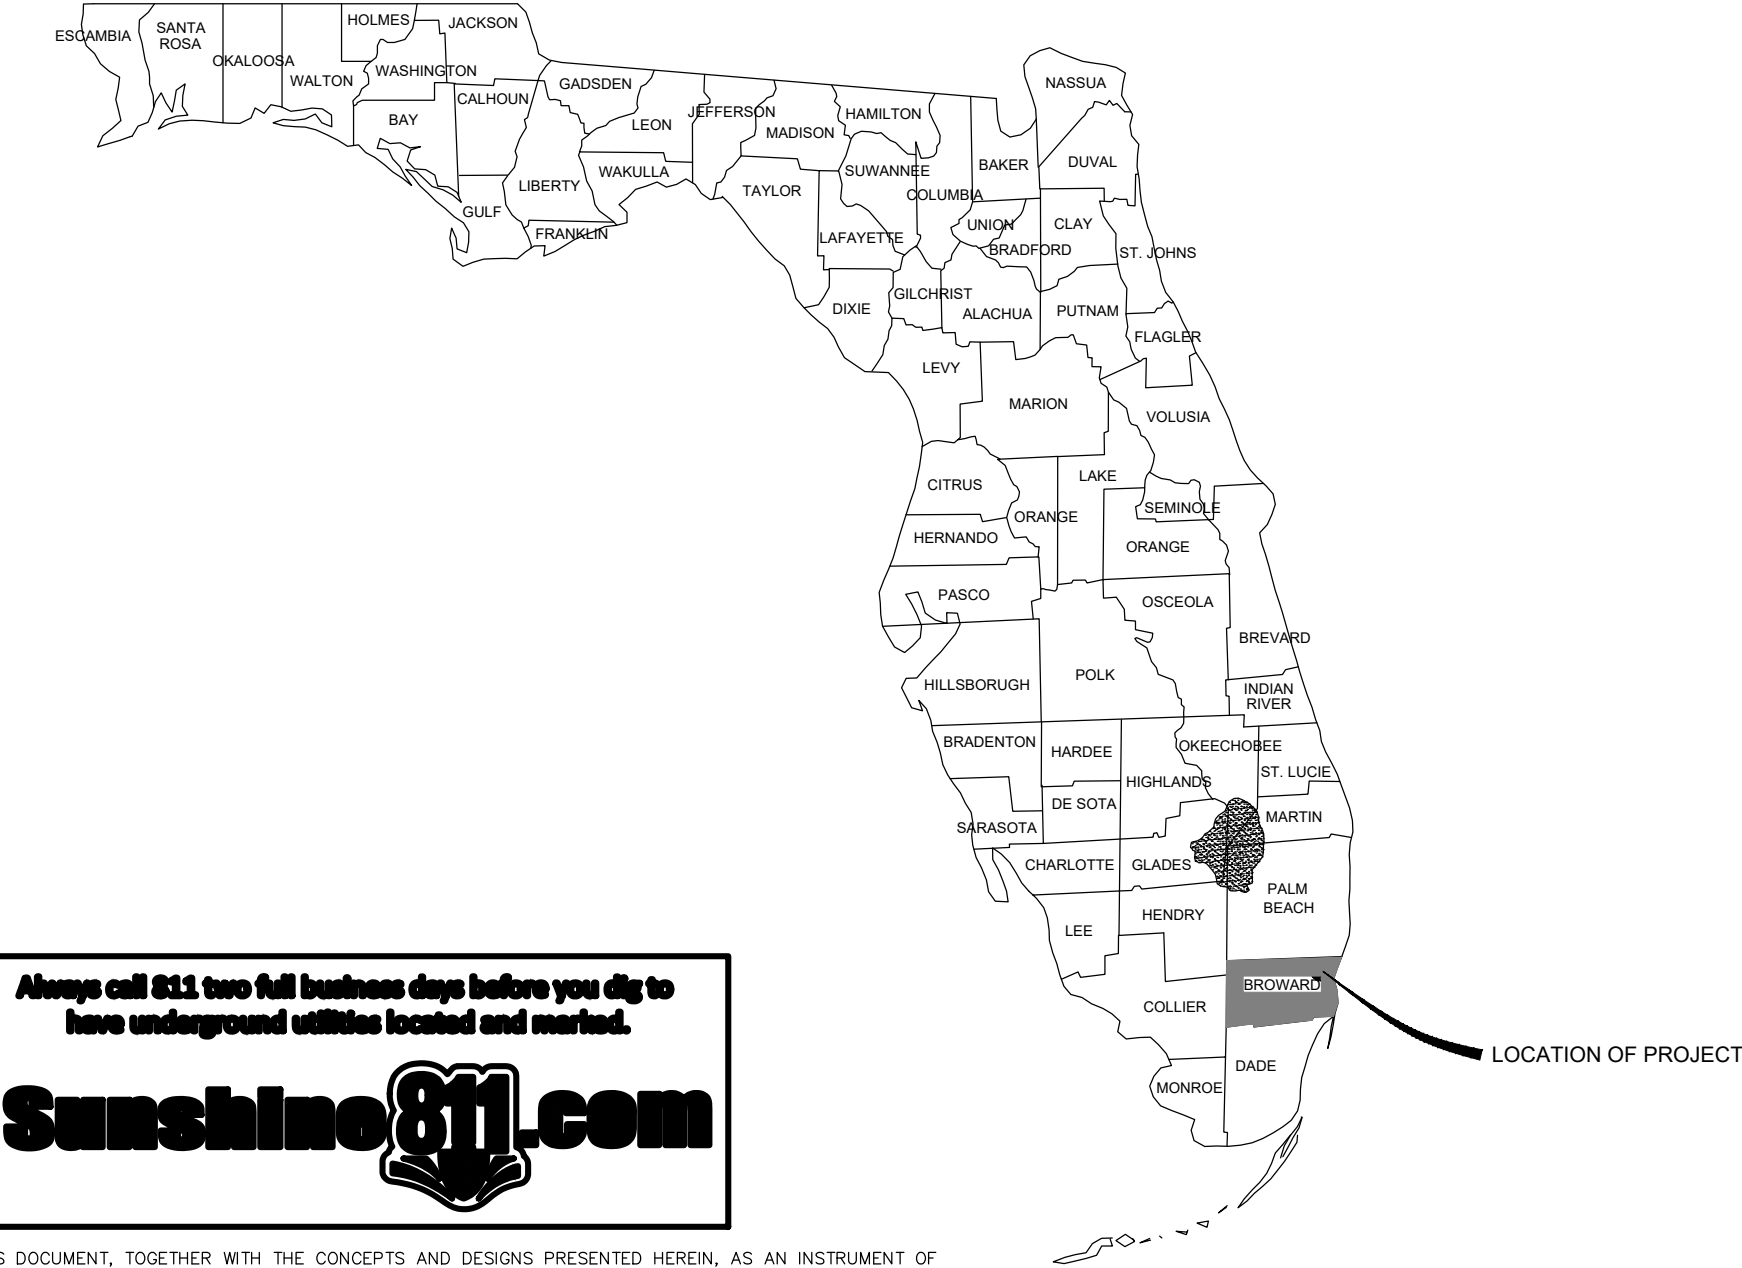 ESCAMBIA
SANTA
ROSA
OKALOOSA
WALTON
HOLMES
JACKSON
WASHINGTON
BAY
CALHOUN
GADSDEN
LEON
JEFFERSON
MADISON
HAMILTON
NASSUA
LIBERTY
WAKULLA
GULF
FRANKLIN
TAYLOR
SUWANNEE
COLUMBIA
BAKER
DUVAL
LAFAYETTE
UNION
BRADFORD
CLAY
ST. JOHNS
DIXIE
GILCHRIST
ALACHUA
PUTNAM
FLAGLER
LEVY
MARION
VOLUSIA
CITRUS
LAKE
SEMINOLE
ORANGE
HERNANDO
ORANGE
PASCO
OSCEOLA
BREVARD
HILLSBORUGH
POLK
INDIAN
RIVER
BRADENTON
HARDEE
OKEECHOBEE
HIGHLANDS
ST. LUCIE
DE SOTA
MARTIN
SARASOTA
CHARLOTTE
GLADES
PALM
BEACH
HENDRY
LEE
BROWARD
COLLIER
LOCATION OF PROJECT
DADE
MONROE
Always call 811 two full business days before you dig to
have underground utilities located and marked.
Sunshine811.com
S DOCUMENT, TOGETHER WITH THE CONCEPTS AND DESIGNS PRESENTED HEREIN, AS AN INSTRUMENT OF